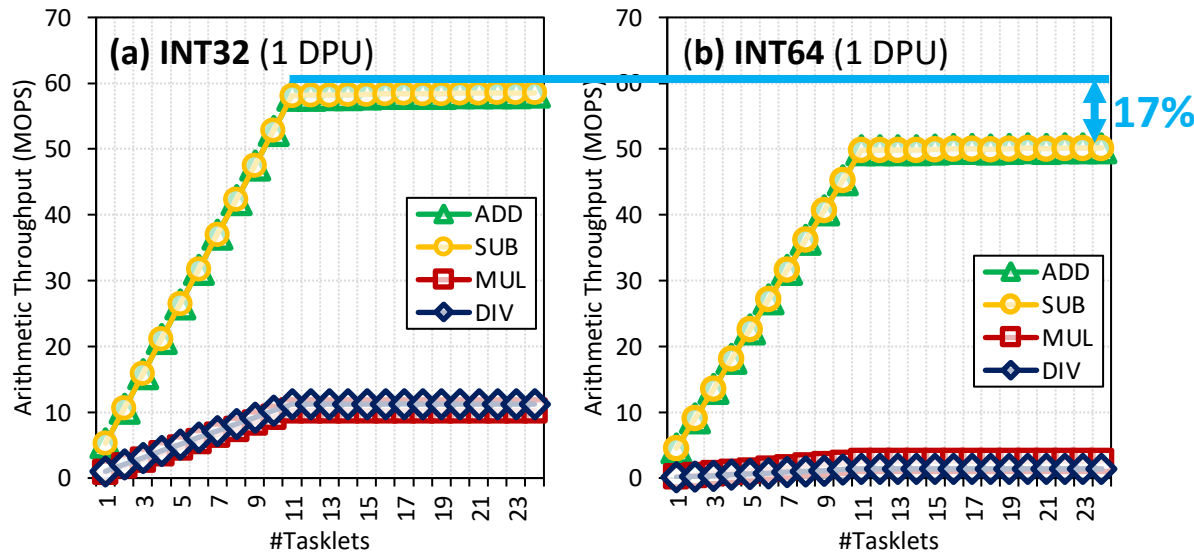 (a) INT32 (1 DPU)
Arithmetic Throughput (MOPS)
70
60
50
40
30
20
10
0
ADD
SUB
MUL
DIV
1
3
5
7
9
11
13
15
17
19
21
23
#Tasklets
(b) INT64 (1 DPU)
17%
Arithmetic Throughput (MOPS)
70
60
50
40
30
20
10
0
ADD
SUB
MUL
DIV
1
3
5
7
9
11
13
15
17
19
21
23
#Tasklets